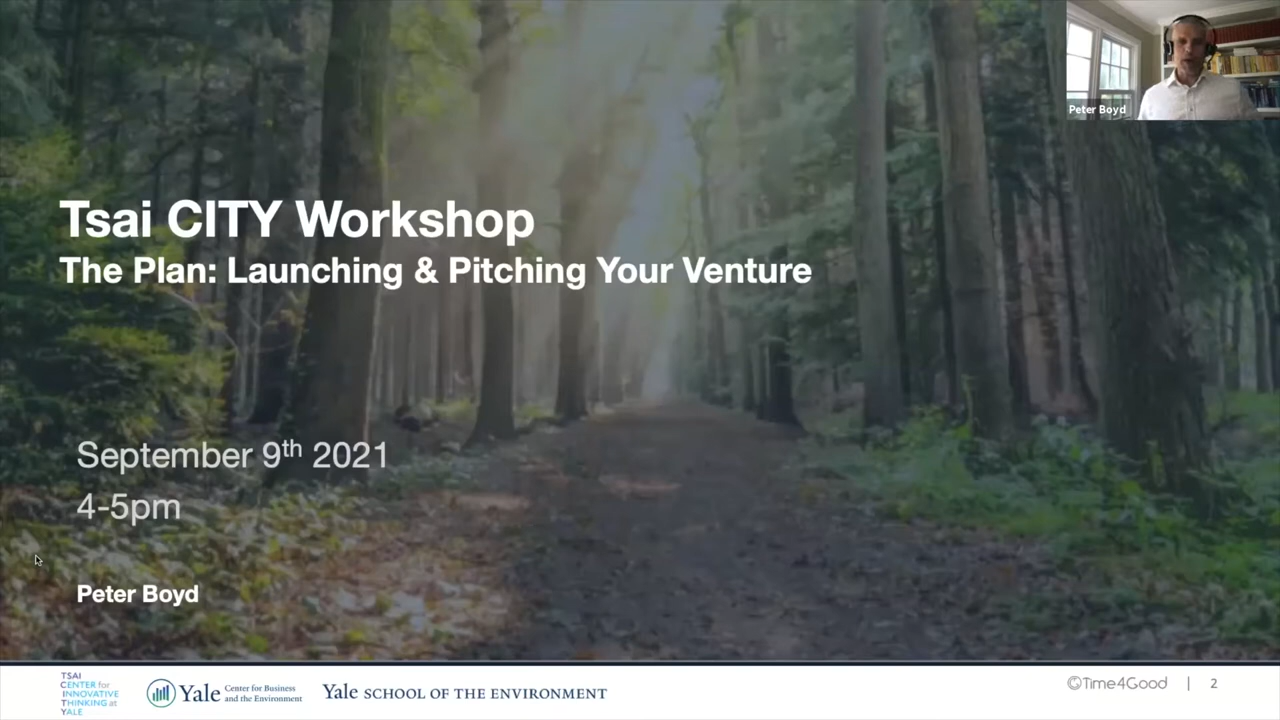 Peter Boyd
Tsai CITY Workshop
The Plan: Launching & Pitching Your Venture
September 9th 2021
4-5pm
Peter Boyd
TSAI
CENTER for
INNOVATIVE
THINKING at
YALE
Yale Center for Business
and the Environment
Yale SCHOOL OF THE ENVIRONMENT
©Time4Good | 2